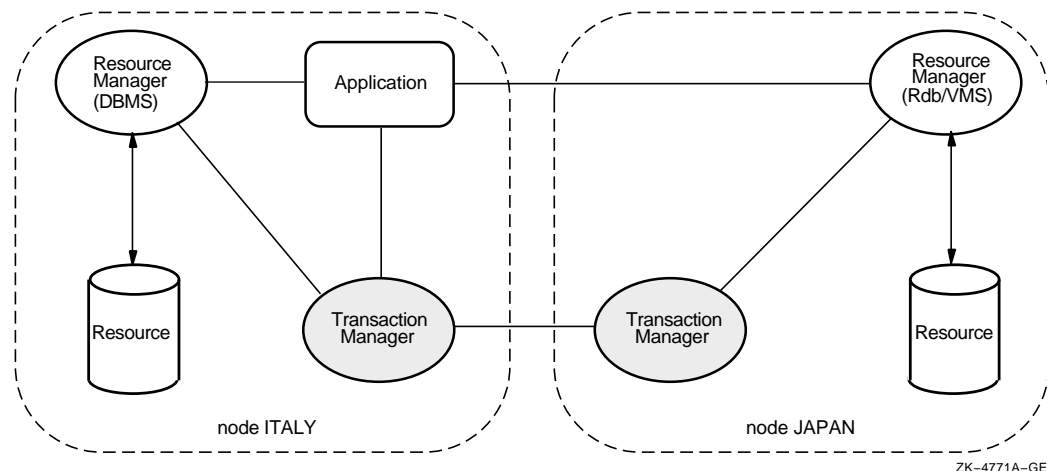 Resource
Manager
(DBMS)
Application
Resource
Manager
(Rdb/VMS)
Resource
Transaction
Manager
Transaction
Manager
Resource
node ITALY
node JAPAN
ZK–4771A–GE